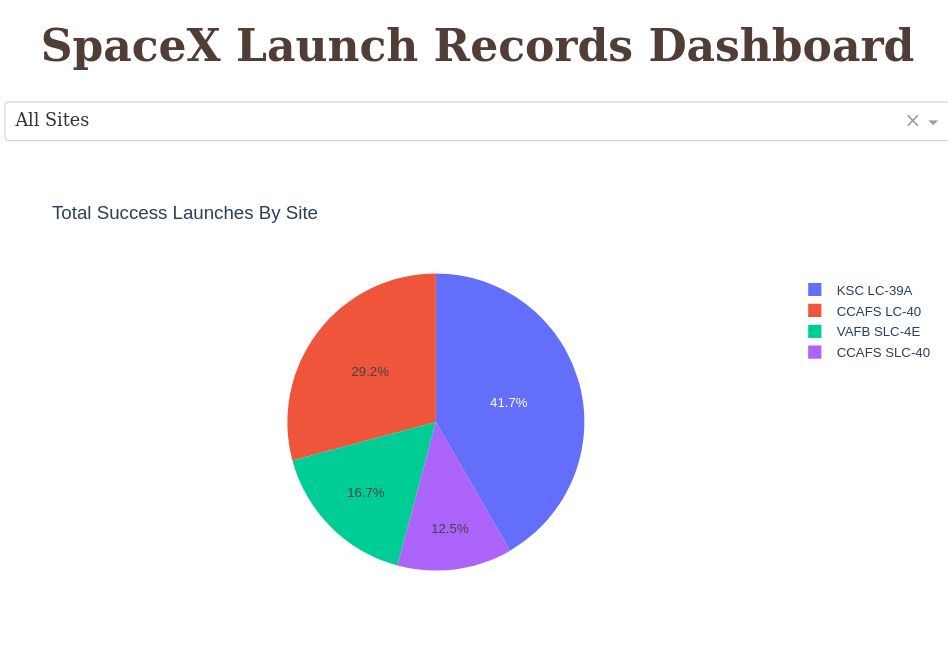 SpaceX Launch Records Dashboard
All Sites
Total Success Launches By Site
KSC LC-39A
CCAFS LC-40
VAFB SLC-4E
CCAFS SLC-40
29.2%
41.7%
16.7%
12.5%